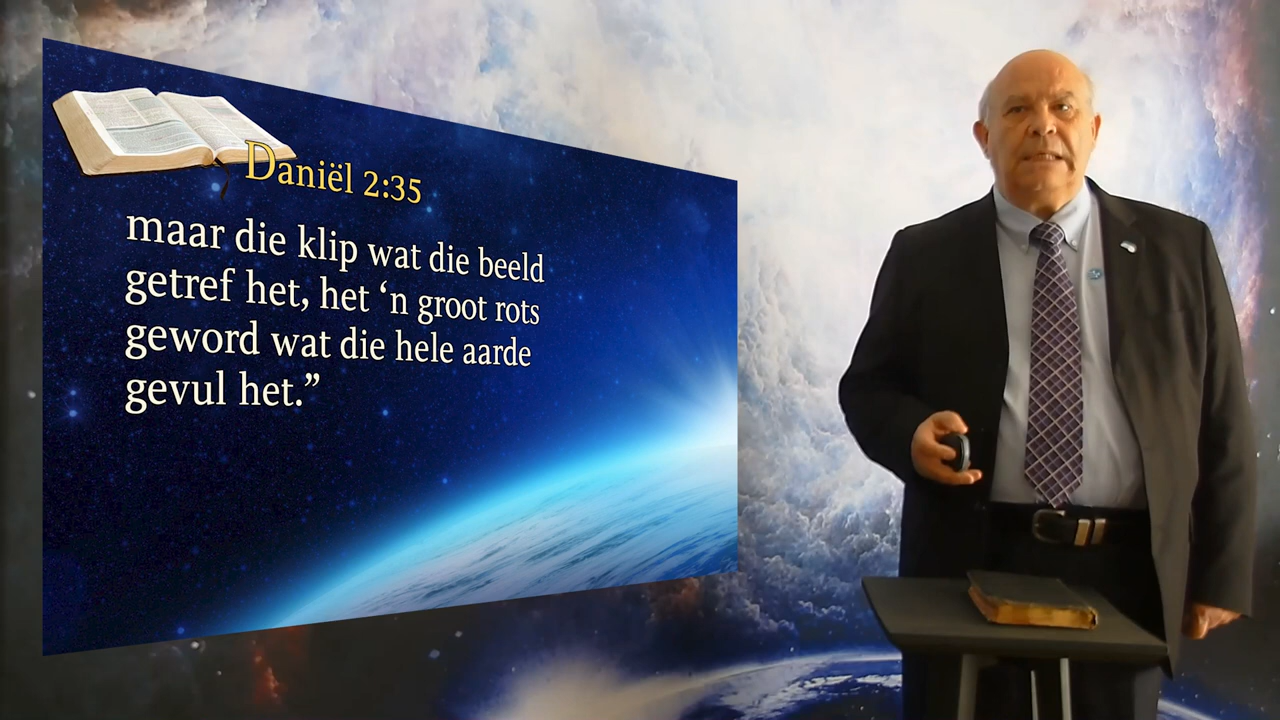 Daniël 2:35
maar die klip wat die beeld
getref het, het ‘n groot rots
geword wat die hele aarde
gevul het.”